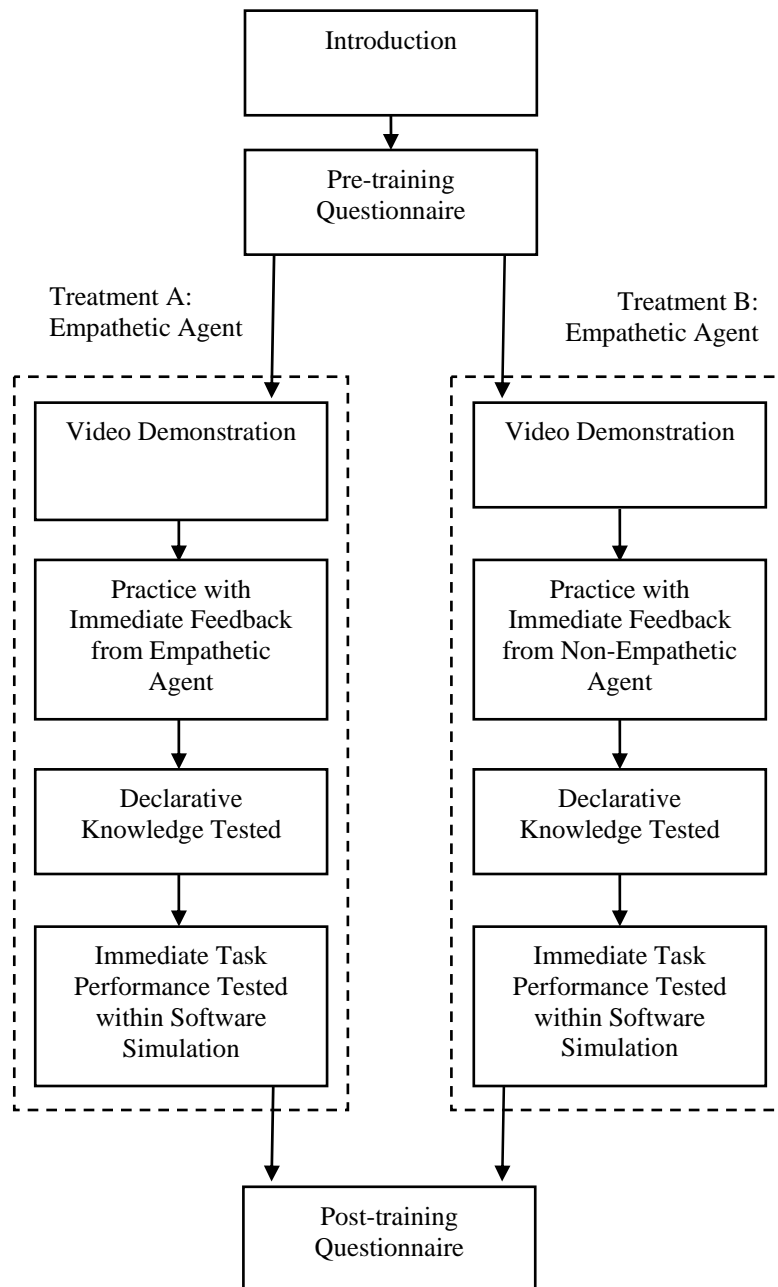 Introduction
Pre-training
Questionnaire
Treatment A:
Empathetic Agent
Treatment B:
Empathetic Agent
Video Demonstration
Practice with
Immediate Feedback
from Empathetic
Agent
Declarative
Knowledge Tested
Immediate Task
Performance Tested
within Software
Simulation
Video Demonstration
Practice with
Immediate Feedback
from Non-Empathetic
Agent
Declarative
Knowledge Tested
Immediate Task
Performance Tested
within Software
Simulation
Post-training
Questionnaire